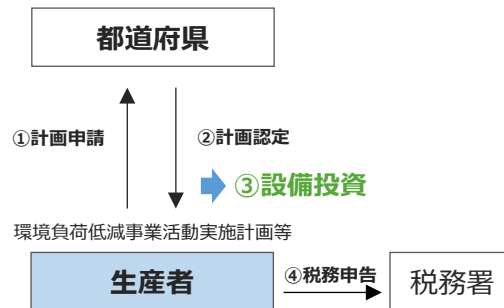 都道府県
①計画申請
②計画認定
③設備投資
環境負荷低減事業活動実施計画等
生産者
④税務申告
税務署